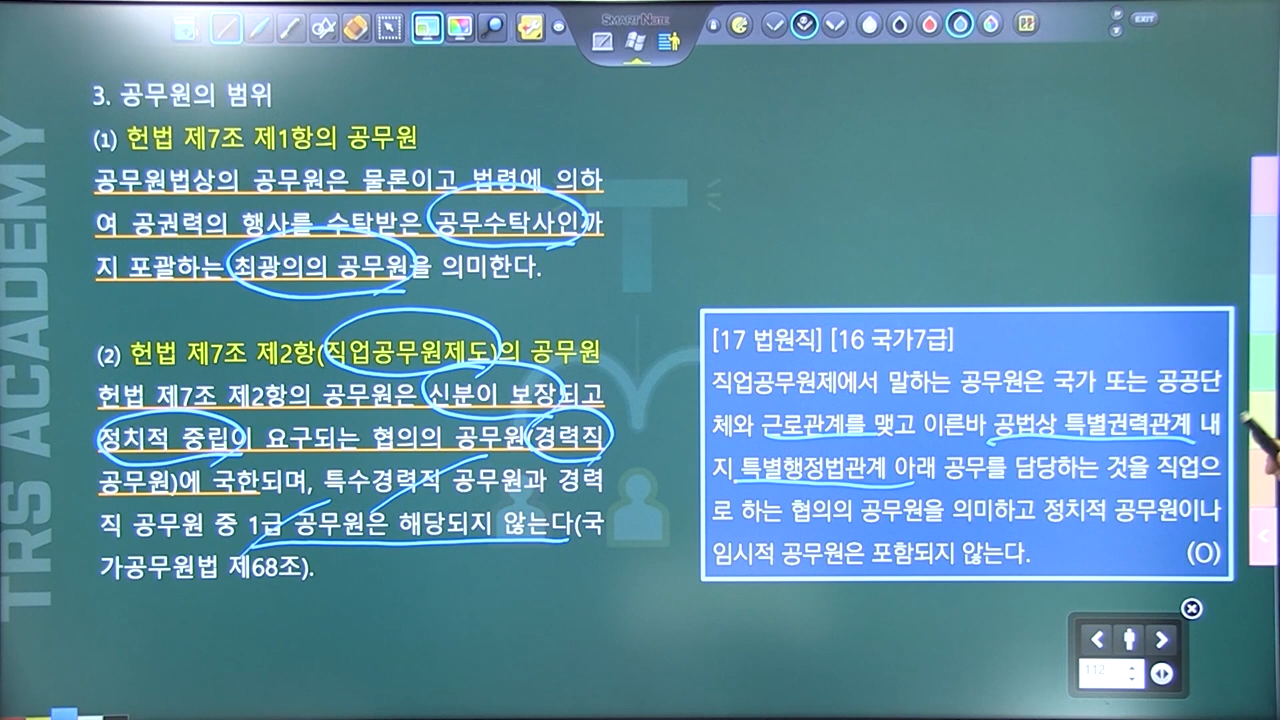 SMART NOTE
EXIT
TRS ACADEMY
3. 공무원의 범위
(1) 헌법 제7조 제1항의 공무원
공무원법상의 공무원은 물론이고 법령에 의하
여 공권력의 행사를 수탁받은 공무수탁사인까
지 포괄하는 최광의의 공무원을 의미한다.
(2) 헌법 제7조 제2항(직업공무원제도)의 공무원
헌법 제7조 제2항의 공무원은 신분이 보장되고
정치적 중립이 요구되는 협의의 공무원(경력직
공무원)에 국한되며, 특수경력직 공무원과 경력
직 공무원 중 1급 공무원은 해당되지 않는다(국
가공무원법 제68조).
[17 법원직] [16 국가7급]
직업공무원제에서 말하는 공무원은 국가 또는 공공단
체와 근로관계를 맺고 이른바 공법상 특별권력관계 내
지 특별행정법관계 아래 공무를 담당하는 것을 직업으
로 하는 협의의 공무원을 의미하고 정치적 공무원이나
임시적 공무원은 포함되지 않는다. (O)
112